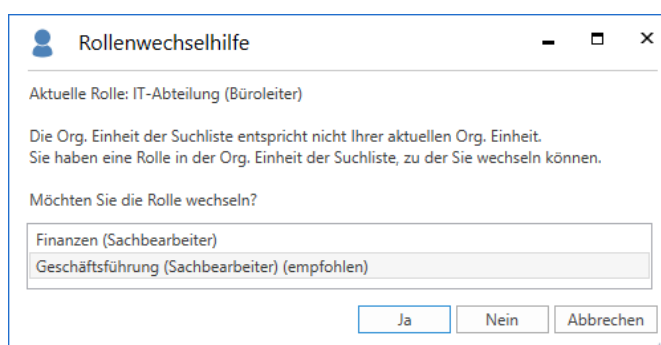 Rollenwechselhilfe
Aktuelle Rolle: IT-Abteilung (Büroleiter)
Die Org. Einheit der Suchliste entspricht nicht Ihrer aktuellen Org. Einheit.
Sie haben eine Rolle in der Org. Einheit der Suchliste, zu der Sie wechseln können.
Möchten Sie die Rolle wechseln?
Finanzen (Sachbearbeiter)
Geschäftsführung (Sachbearbeiter) (empfohlen)
Ja Nein Abbrechen